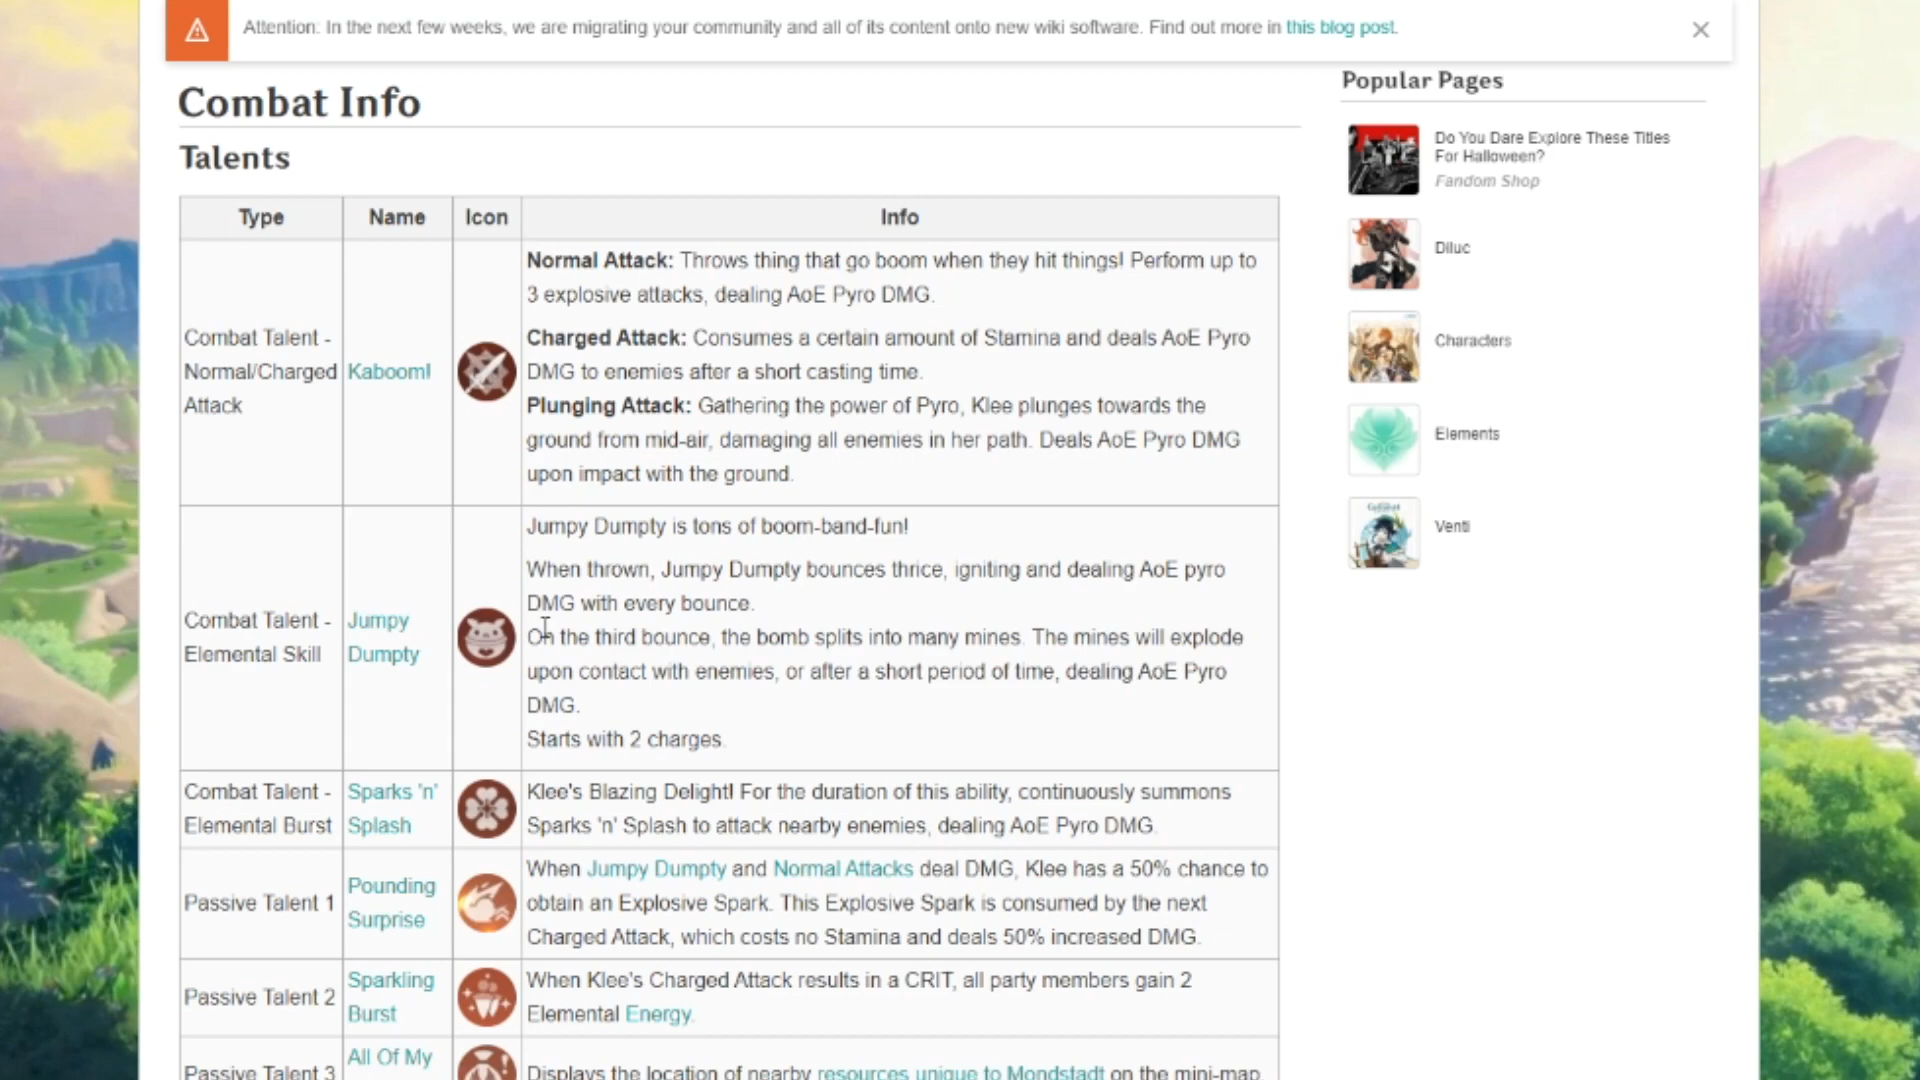 Attention: In the next few weeks, we are migrating your community and all of its content onto new wiki software. Find out more in this blog post.
Combat Info
Talents
Type Name Icon Info
Combat Talent -
Normal/Charged
Attack
Kaboom!
Normal Attack: Throws thing that go boom when they hit things! Perform up to
3 explosive attacks, dealing AoE Pyro DMG.
Charged Attack: Consumes a certain amount of Stamina and deals AoE Pyro
DMG to enemies after a short casting time.
Plunging Attack: Gathering the power of Pyro, Klee plunges towards the
ground from mid-air, damaging all enemies in her path. Deals AoE Pyro DMG
upon impact with the ground.
Combat Talent -
Elemental Skill
Jumpy
Dumpty
Jumpy Dumpty is tons of boom-band-fun!
When thrown, Jumpy Dumpty bounces thrice, igniting and dealing AoE pyro
DMG with every bounce.
On the third bounce, the bomb splits into many mines. The mines will explode
upon contact with enemies, or after a short period of time, dealing AoE Pyro
DMG.
Starts with 2 charges.
Combat Talent -
Elemental Burst
Sparks 'n'
Splash
Klee's Blazing Delight! For the duration of this ability, continuously summons
Sparks 'n' Splash to attack nearby enemies, dealing AoE Pyro DMG.
Passive Talent 1
Pounding
Surprise
When Jumpy Dumpty and Normal Attacks deal DMG, Klee has a 50% chance to
obtain an Explosive Spark. This Explosive Spark is consumed by the next
Charged Attack, which costs no Stamina and deals 50% increased DMG.
Passive Talent 2
Sparkling
Burst
When Klee's Charged Attack results in a CRIT, all party members gain 2
Elemental Energy.
Passive Talent 3
All Of My
Displays the location of nearby resources unique to Mondstadt on the mini-map.
Popular Pages
Do You Dare Explore These Titles
For Halloween?
Fandom Shop
Diluc
Characters
Elements
Venti